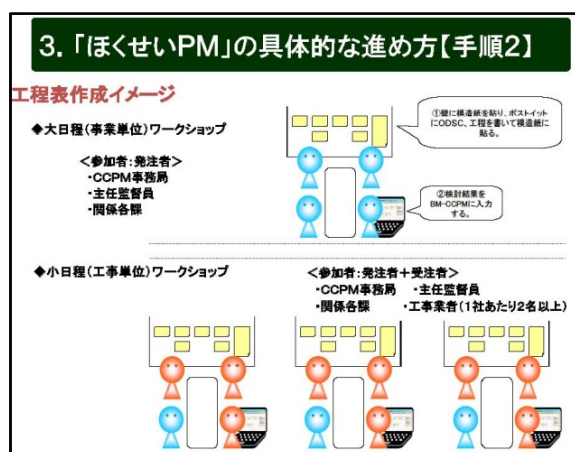 3．「ほくせいPM」の具体的な進め方【手順2】
工程表作成イメージ
◆大日程（事業単位）ワークショップ
＜参加者：発注者＞
・CCPM事務局
・主任監督員
・関係各課
①壁に模造紙を貼り、ポストイット
にODSC、工程を書いて模造紙に
貼る。
②検討結果を
BM-CCPMに入力
する。
◆小日程（工事単位）ワークショップ
＜参加者：発注者＋受注者＞
・CCPM事務局　・主任監督員
・関係各課　・工事業者（1社あたり2名以上）